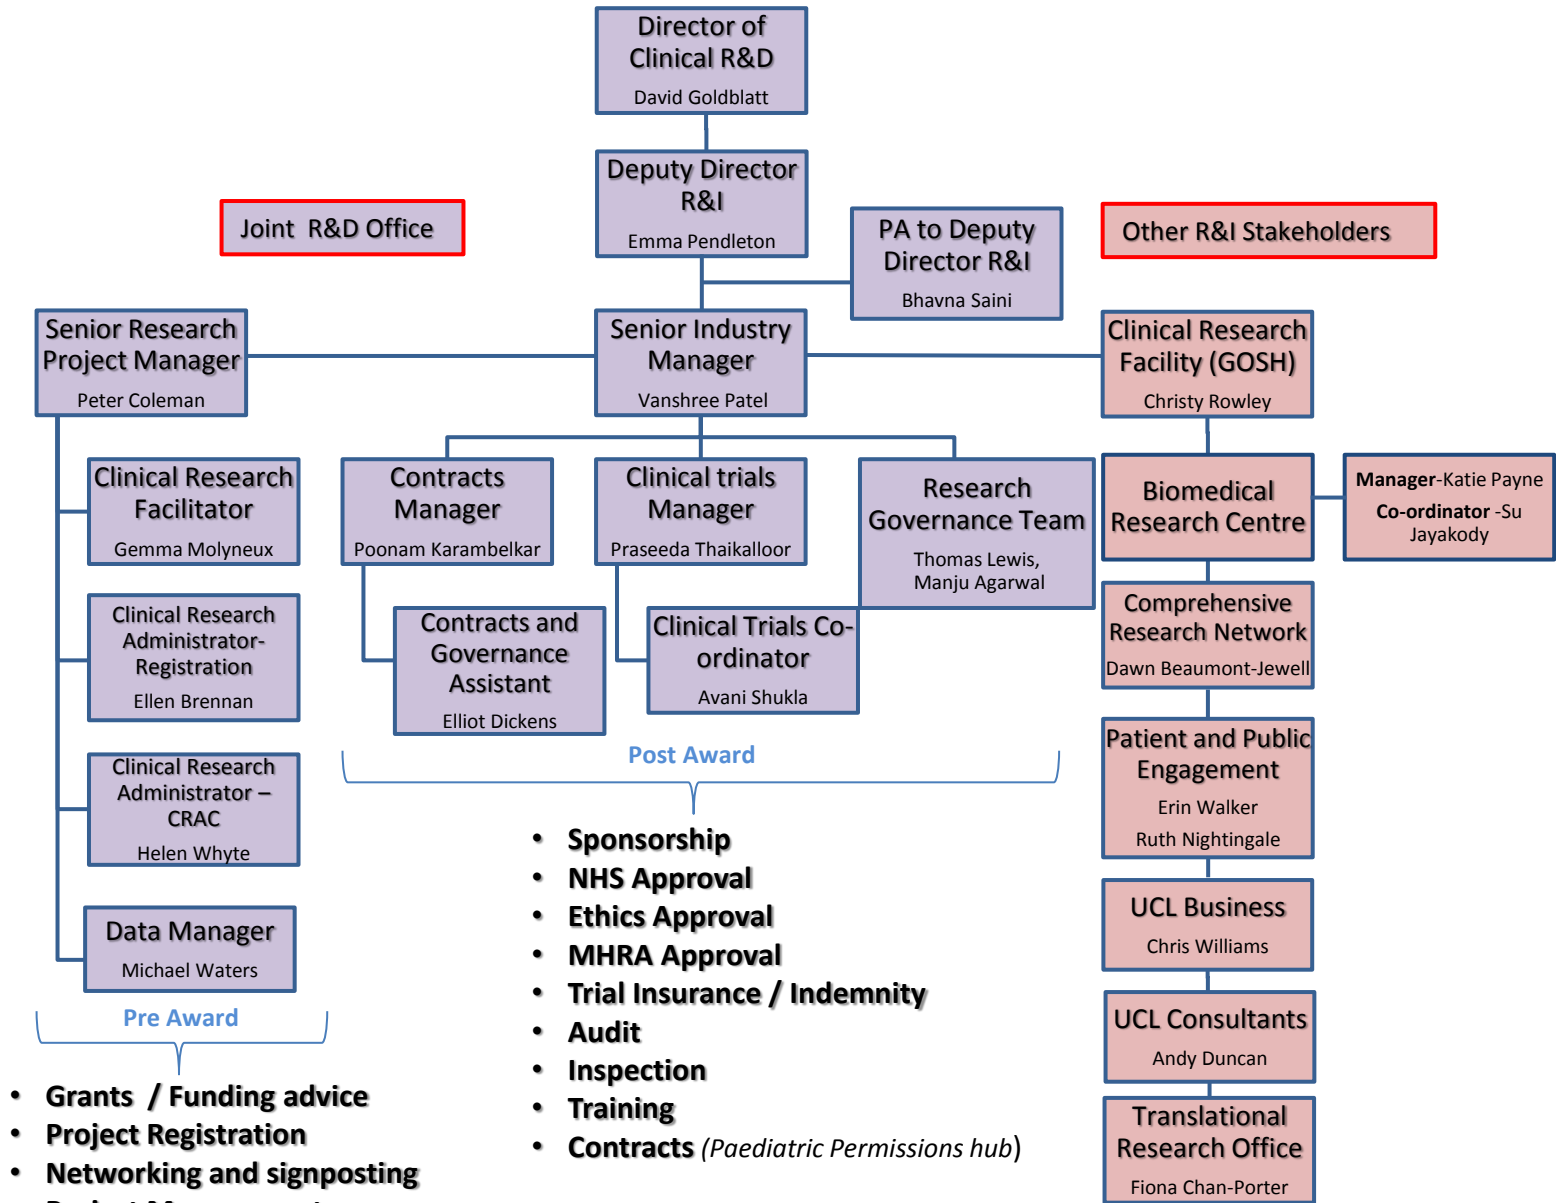 Director of
Clinical R&D
David Goldblatt
Deputy Director
R&I
Emma Pendleton
Joint R&D Office
PA to Deputy
Director R&I
Bhavna Saini
Other R&I Stakeholders
Senior Research
Project Manager
Peter Coleman
Senior Industry
Manager
Vanshree Patel
Clinical Research
Facility (GOSH)
Christy Rowley
Clinical Research
Facilitator
Gemma Molyneux
Contracts
Manager
Poonam Karambelkar
Clinical trials
Manager
Praseeda Thaikalloor
Research
Governance Team
Thomas Lewis,
Manju Agarwal
Biomedical
Research Centre
Manager-Katie Payne
Co-ordinator -Su
Jayakody
Clinical Research
Administrator-
Registration
Ellen Brennan
Contracts and
Governance
Assistant
Elliot Dickens
Clinical Trials Co-
ordinator
Avani Shukla
Comprehensive
Research Network
Dawn Beaumont-Jewell
Clinical Research
Administrator –
CRAC
Helen Whyte
Patient and Public
Engagement
Erin Walker
Ruth Nightingale
Data Manager
Michael Waters
UCL Business
Chris Williams
UCL Consultants
Andy Duncan
Translational
Research Office
Fiona Chan-Porter
Pre Award
• Grants / Funding advice
• Project Registration
• Networking and signposting
Post Award
• Sponsorship
• NHS Approval
• Ethics Approval
• MHRA Approval
• Trial Insurance / Indemnity
• Audit
• Inspection
• Training
• Contracts (Paediatric Permissions hub)